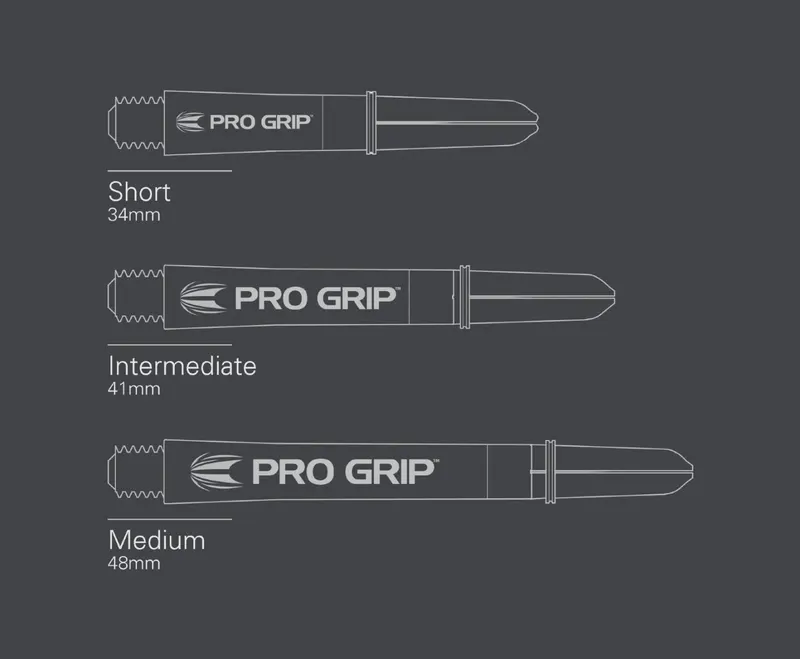 PRO GRIP™
Short
34mm
PRO GRIP™
Intermediate
41mm
PRO GRIP™
Medium
48mm